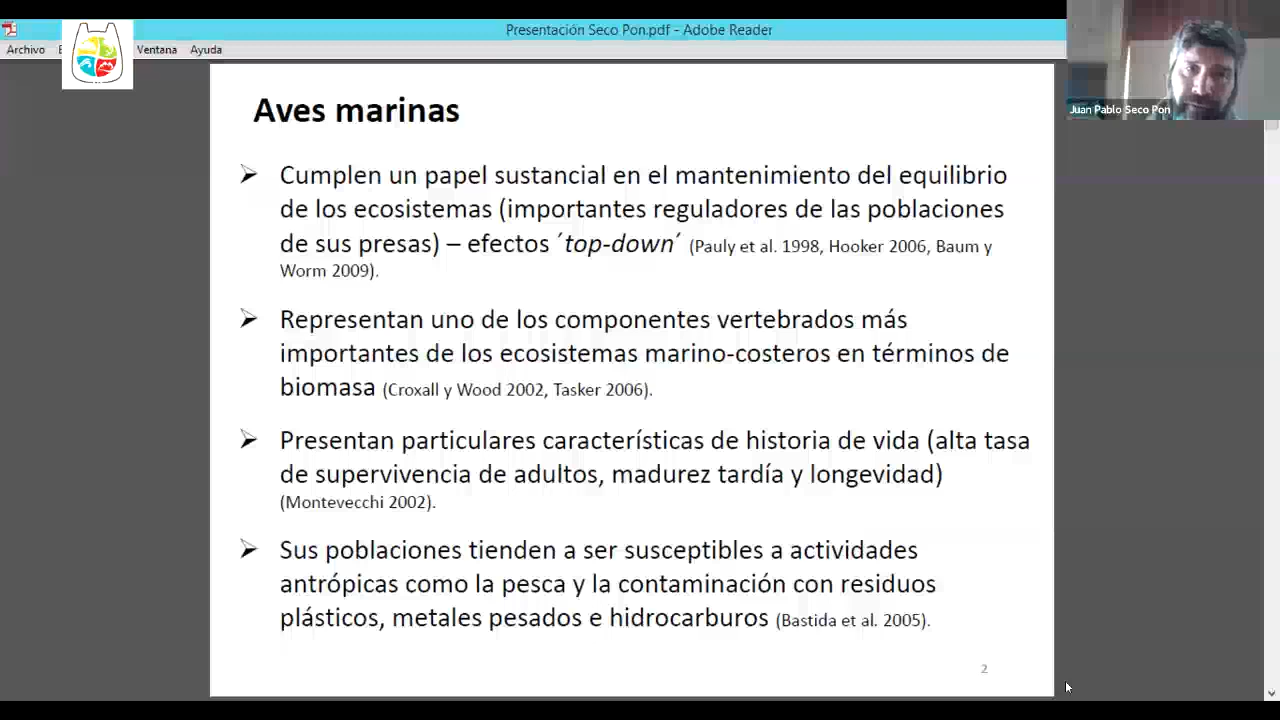 Presentación Seco Pon.pdf - Adobe Reader
Archivo
Ventana
Ayuda
Juan Pablo Seco Pon
Aves marinas
➢ Cumplen un papel sustancial en el mantenimiento del equilibrio
de los ecosistemas (importantes reguladores de las poblaciones
de sus presas) – efectos ´top-down´ (Pauly et al. 1998, Hooker 2006, Baum y
Worm 2009).
➢ Representan uno de los componentes vertebrados más
importantes de los ecosistemas marino-costeros en términos de
biomasa (Croxall y Wood 2002, Tasker 2006).
➢ Presentan particulares características de historia de vida (alta tasa
de supervivencia de adultos, madurez tardía y longevidad)
(Montevecchi 2002).
➢ Sus poblaciones tienden a ser susceptibles a actividades
antrópicas como la pesca y la contaminación con residuos
plásticos, metales pesados e hidrocarburos (Bastida et al. 2005).
2